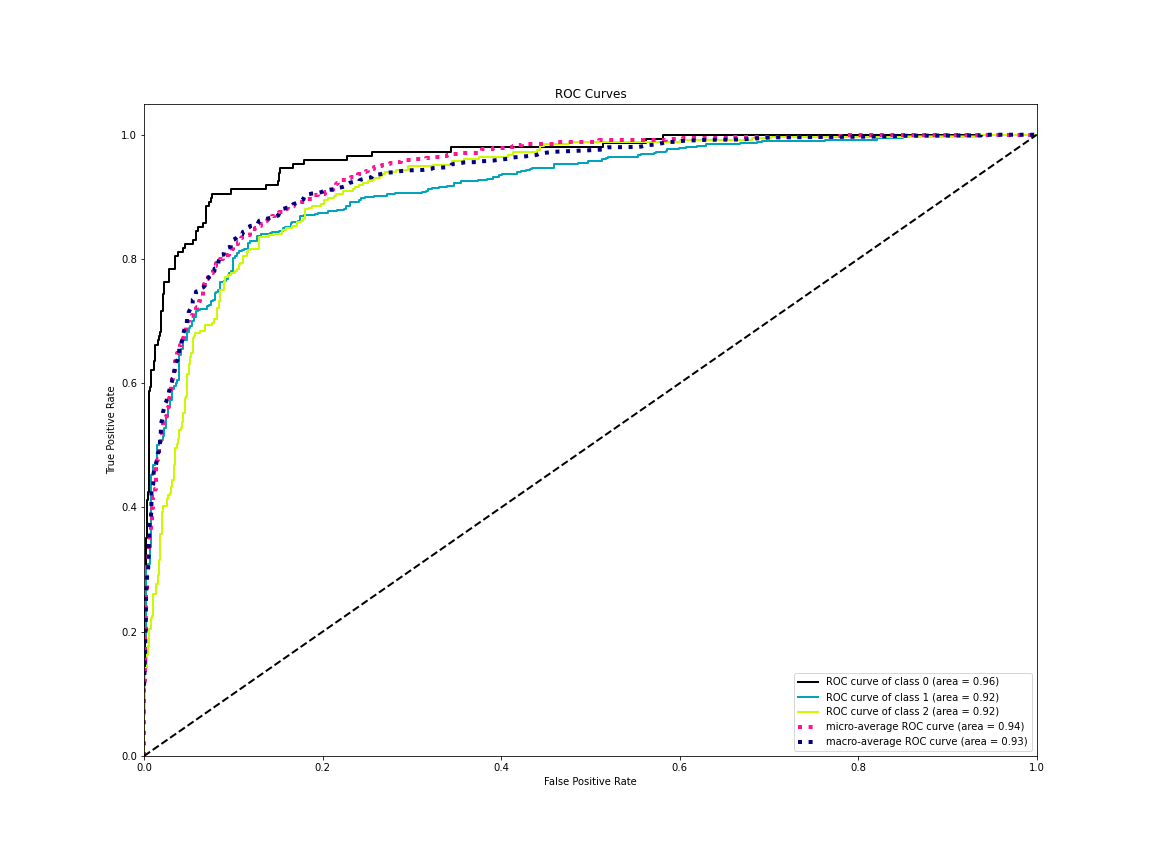 ROC Curves
True Positive Rate
1.0
0.8
0.6
0.4
0.2
0.0
0.0 0.2 0.4 0.6 0.8 1.0
False Positive Rate
ROC curve of class 0 (area = 0.96)
ROC curve of class 1 (area = 0.92)
ROC curve of class 2 (area = 0.92)
micro-average ROC curve (area = 0.94)
macro-average ROC curve (area = 0.93)